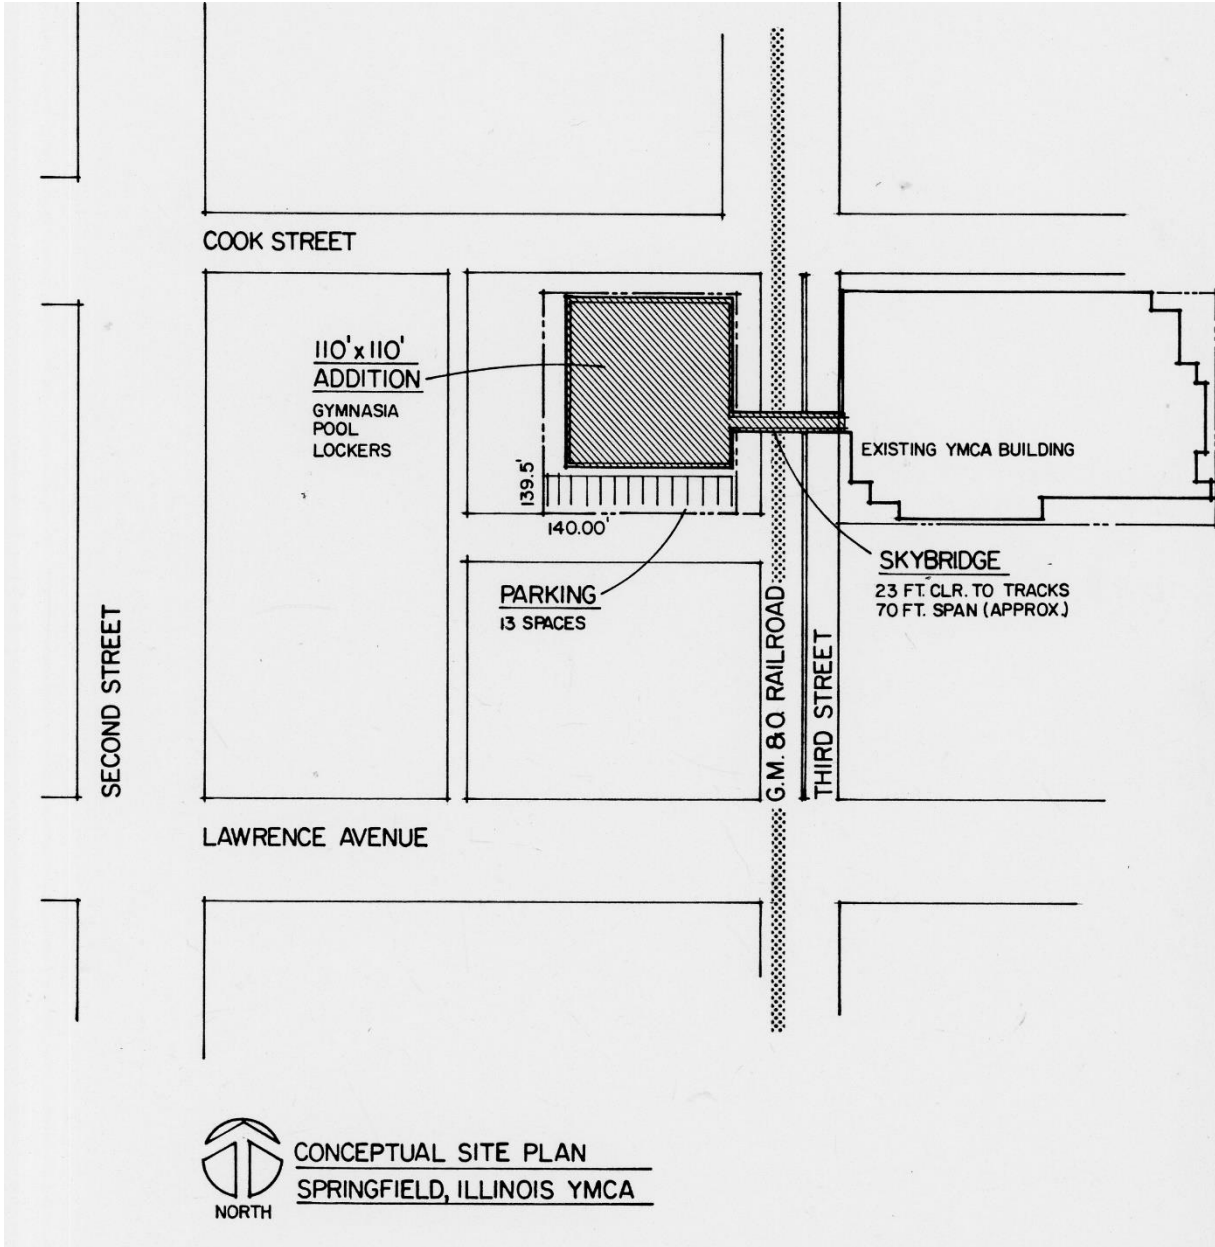 COOK STREET
110' x 110'
ADDITION
GYMNASIA
POOL
LOCKERS
139.5'
140.00'
EXISTING YMCA BUILDING
PARKING
13 SPACES
SKYBRIDGE
23 FT. CLR. TO TRACKS
70 FT. SPAN (APPROX.)
SECOND STREET
G.M. & O. RAILROAD
THIRD STREET
LAWRENCE AVENUE
CONCEPTUAL SITE PLAN
SPRINGFIELD, ILLINOIS YMCA
NORTH